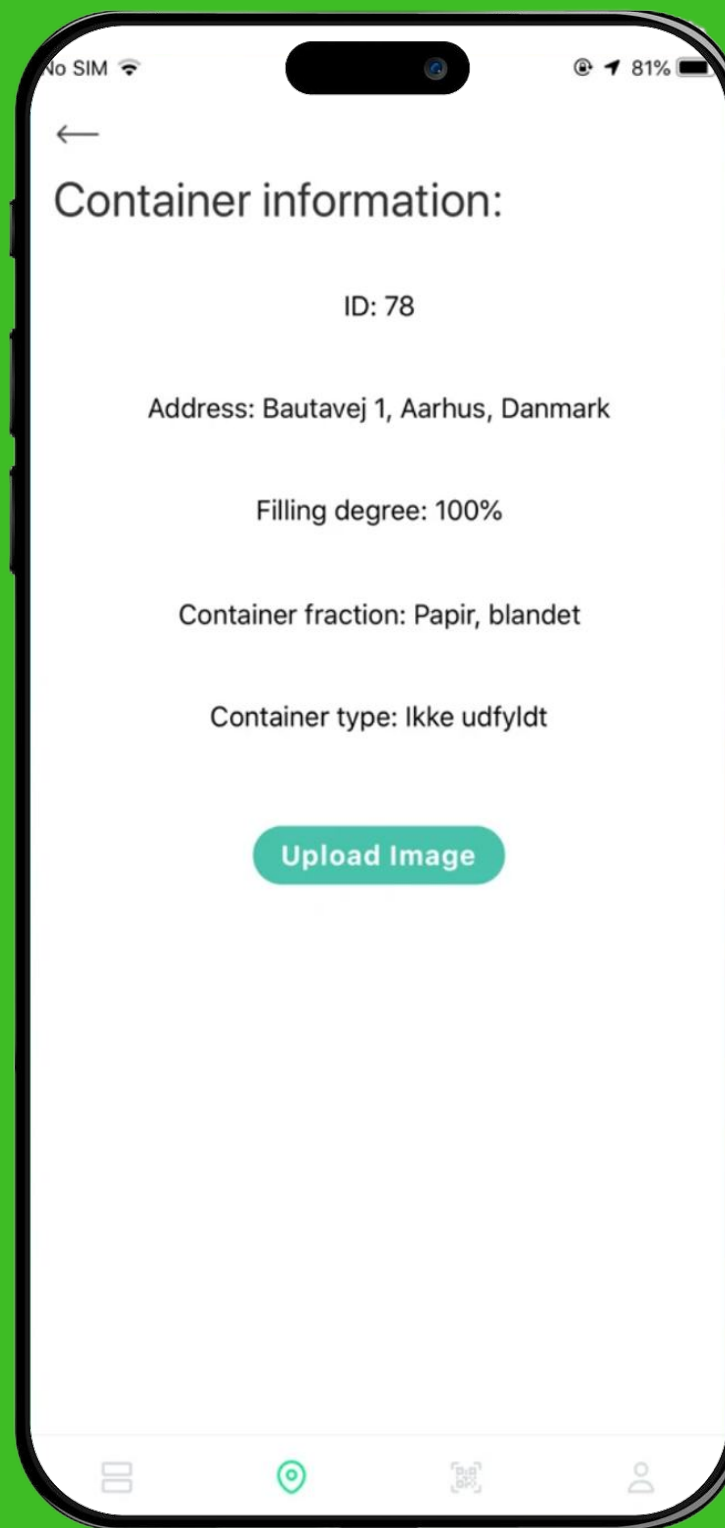 No SIM
81%
Container information:
ID: 78
Address: Bautavej 1, Aarhus, Danmark
Filling degree: 100%
Container fraction: Papir, blandet
Container type: Ikke udfyldt
Upload Image